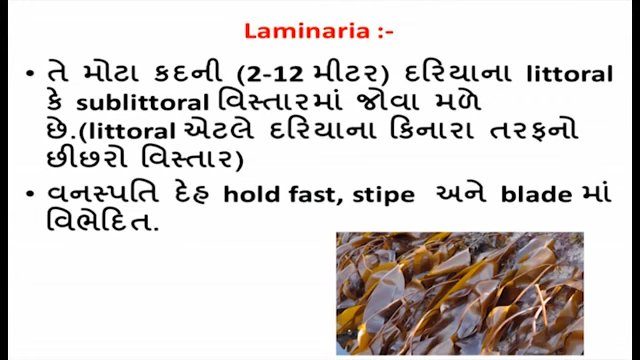 Laminaria :-
• તે મોટા કદની (2-12 મીટર) દરિયાના littoral
કે sublittoral વિસ્તારમાં જોવા મળે
છે.(littoral એટલે દરિયાના કિનારા તરફનો
છીછરો વિસ્તાર)
• વનસ્પતિ દેહ hold fast, stipe અને blade માં
વિભેદિત.